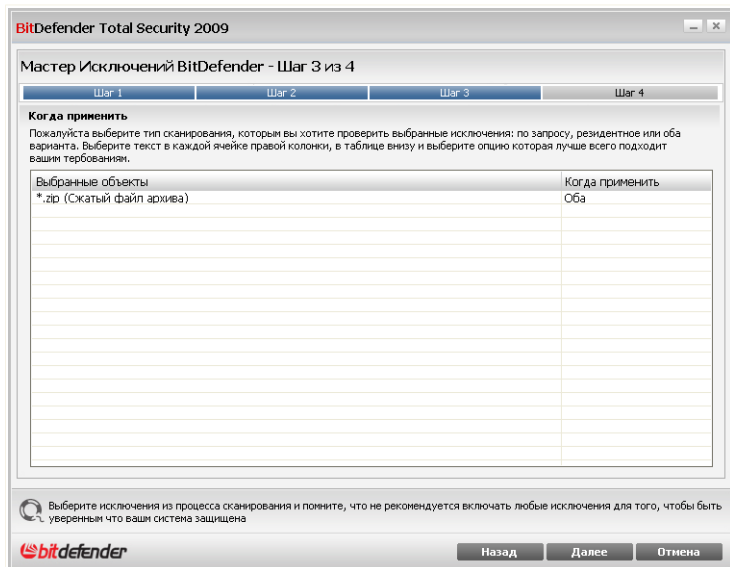 BitDefender Total Security 2009
Мастер Исключений BitDefender - Шаг 3 из 4
Шаг 1 Шаг 2 Шаг 3 Шаг 4
Когда применить
Пожалуйста выберите тип сканирования, которым вы хотите проверить выбранные исключения: по запросу, резидентное или оба
варианта. Выберите текст в каждой ячейке правой колонки, в таблице внизу и выберите опцию которая лучше всего подходит
вашим тербованиям.
Выбранные объекты Когда применить
*.zip (Сжатый файл архива) Оба
Выберите исключения из процесса сканирования и помните, что не рекомендуется включать любые исключения для того, чтобы быть
уверенным что ваши система защищена
bitdefender Назад Далее Отмена